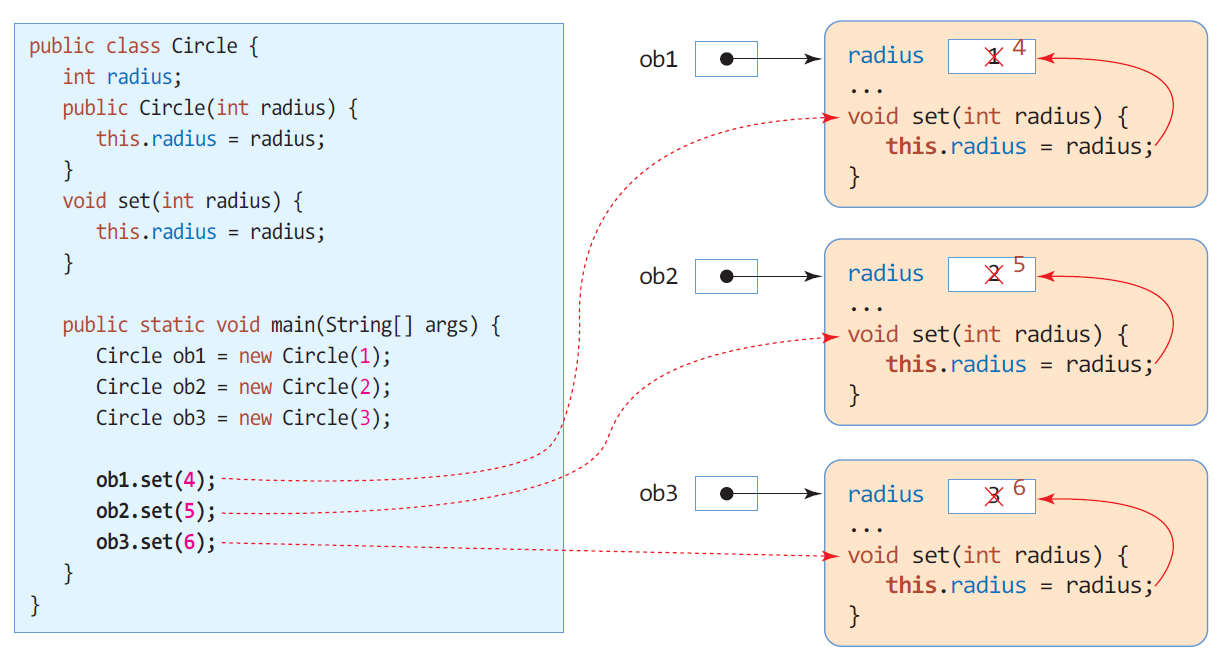 public class Circle {
int radius;
public Circle(int radius) {
this.radius = radius;
}
void set(int radius) {
this.radius = radius;
}
public static void main(String[] args) {
Circle ob1 = new Circle(1);
Circle ob2 = new Circle(2);
Circle ob3 = new Circle(3);
ob1.set(4);
ob2.set(5);
ob3.set(6);
}
}
ob1
radius 1 4
...
void set(int radius) {
this.radius = radius;
}
ob2
radius 2 5
...
void set(int radius) {
this.radius = radius;
}
ob3
radius 3 6
...
void set(int radius) {
this.radius = radius;
}